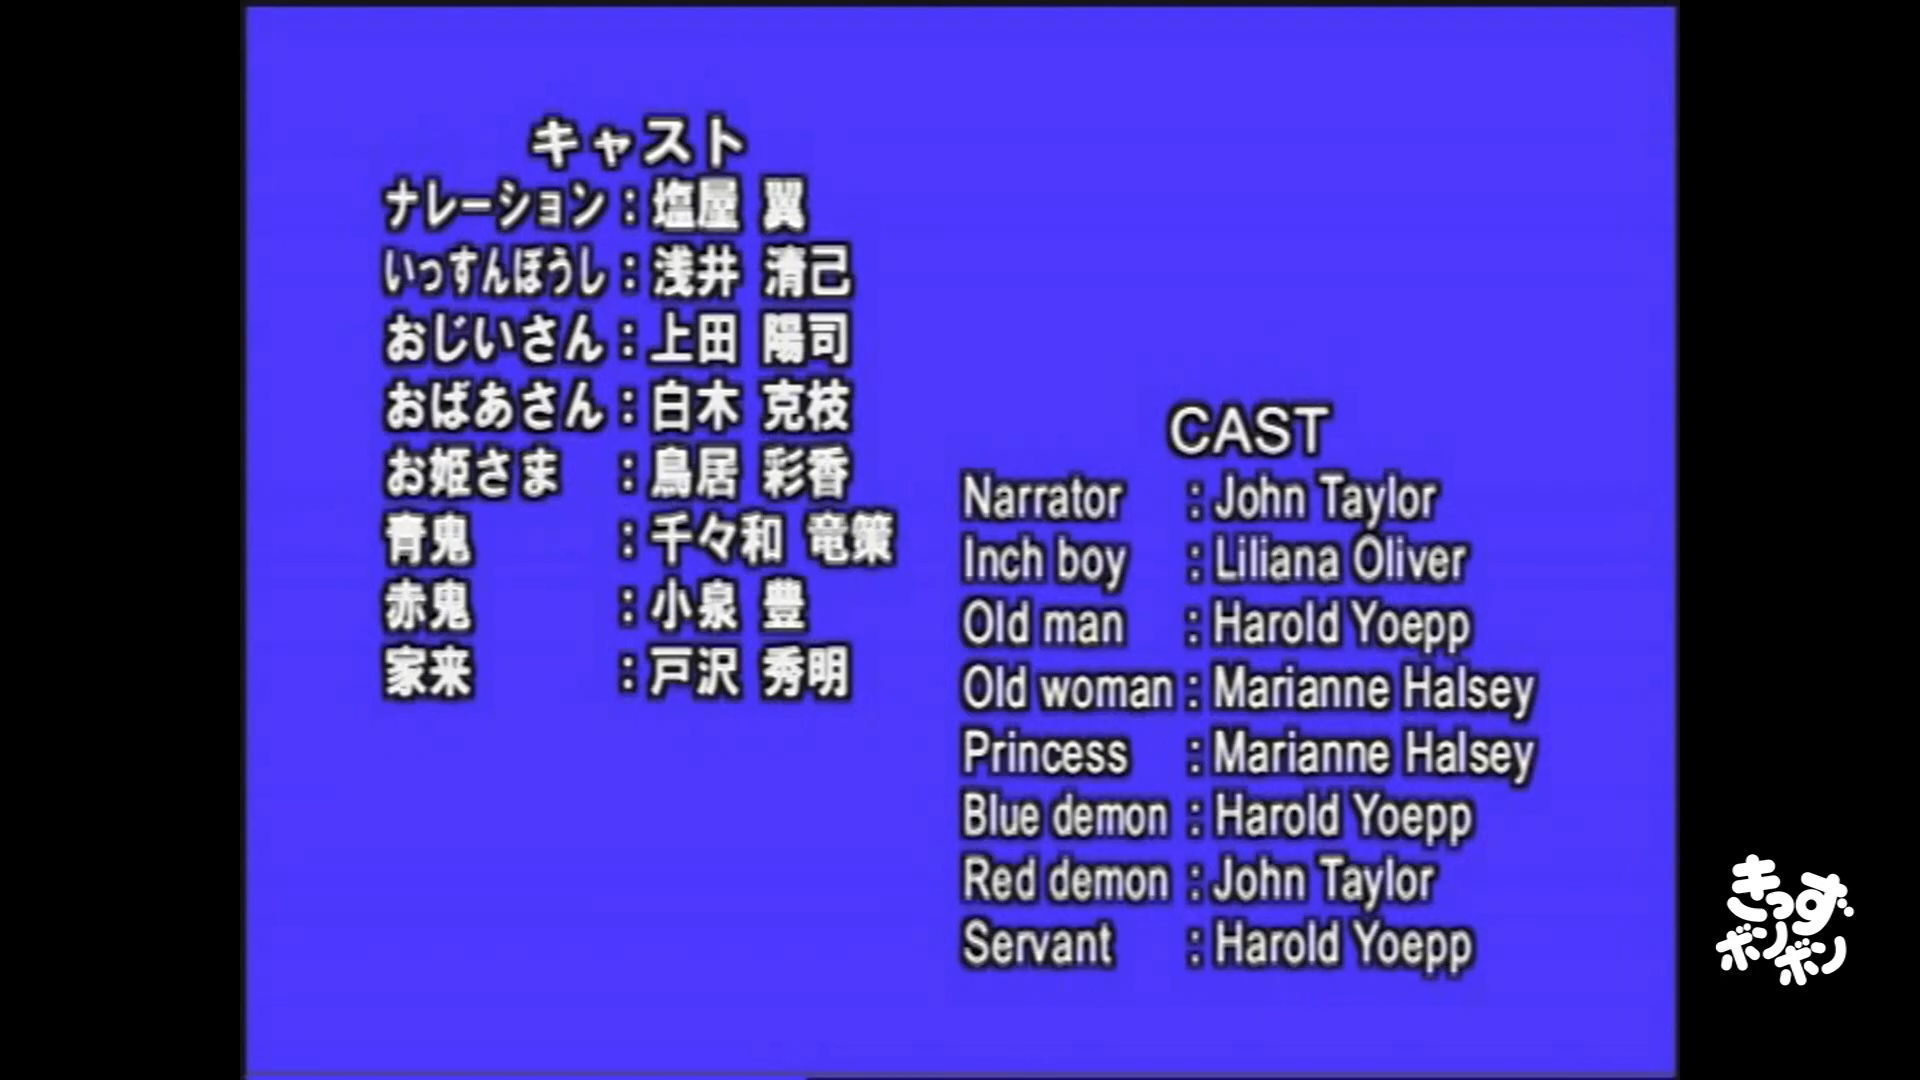 キャスト
ナレーション：塩屋 翼
いっすんぼうし：浅井 清己
おじいさん：上田 陽司
おばあさん：白木 克枝
お姫さま：鳥居 彩香
青鬼：千々和 竜策
赤鬼：小泉 豊
家来：戸沢 秀明
CAST
Narrator : John Taylor
Inch boy : Liliana Oliver
Old man : Harold Yoepp
Old woman : Marianne Halsey
Princess : Marianne Halsey
Blue demon : Harold Yoepp
Red demon : John Taylor
Servant : Harold Yoepp
きっず
ボンボン